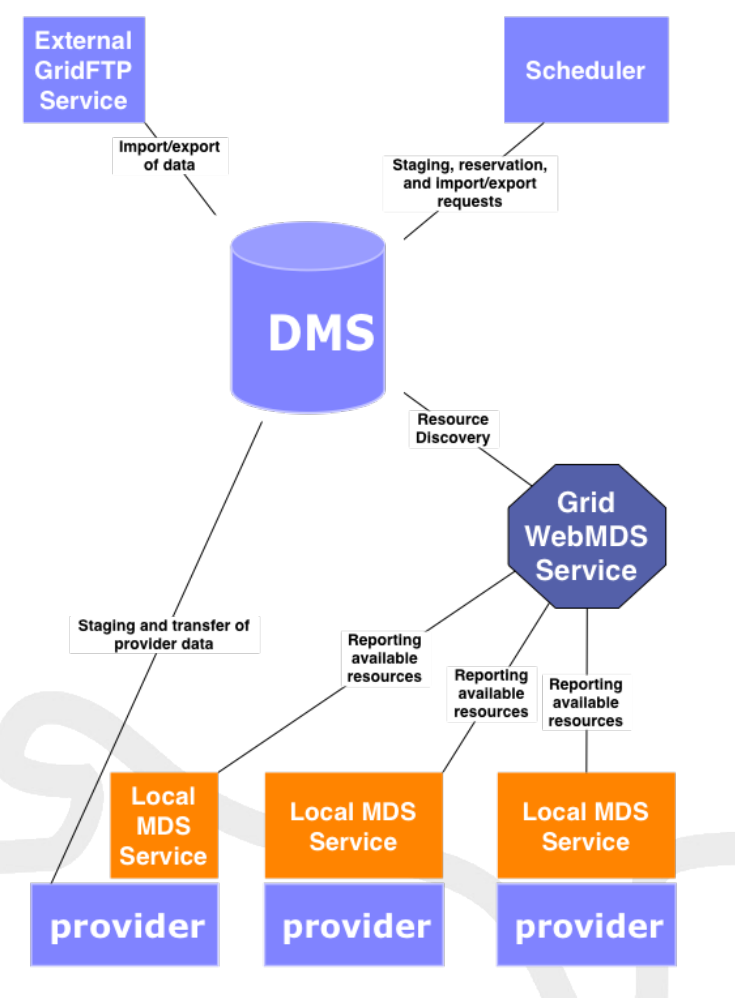 External
GridFTP
Service
Scheduler
Import/export
of data
Staging, reservation,
and import/export
requests
DMS
Resource
Discovery
Grid
WebMDS
Service
Staging and transfer of
provider data
Reporting
available
resources
Reporting
available
resources
Reporting
available
resources
Local
MDS
Service
Local MDS
Service
Local MDS
Service
provider
provider
provider